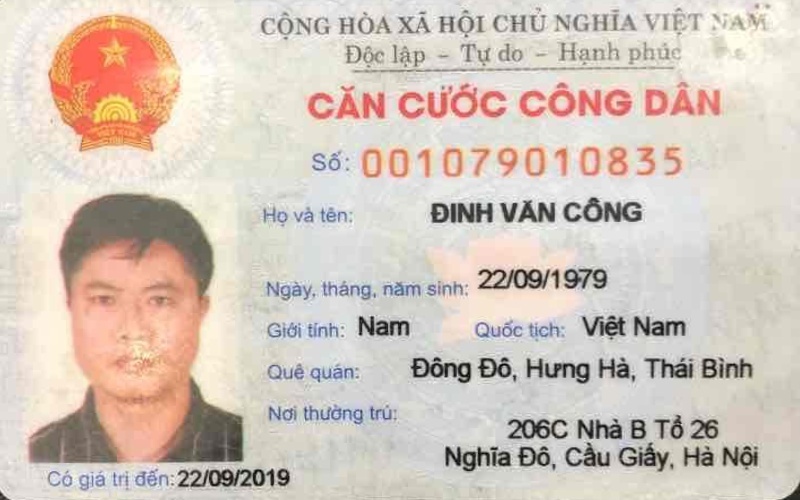 CỘNG HÒA XÃ HỘI CHỦ NGHĨA VIỆT NAM
Độc lập – Tự do – Hạnh phúc
CĂN CƯỚC CÔNG DÂN
Số: 001079010835
Họ và tên: ĐINH VĂN CÔNG
Ngày, tháng, năm sinh: 22/09/1979
Giới tính: Nam Quốc tịch: Việt Nam
Quê quán: Đông Đô, Hưng Hà, Thái Bình
Nơi thường trú: 206C Nhà B Tổ 26
Nghĩa Đô, Cầu Giấy, Hà Nội
Có giá trị đến: 22/09/2019